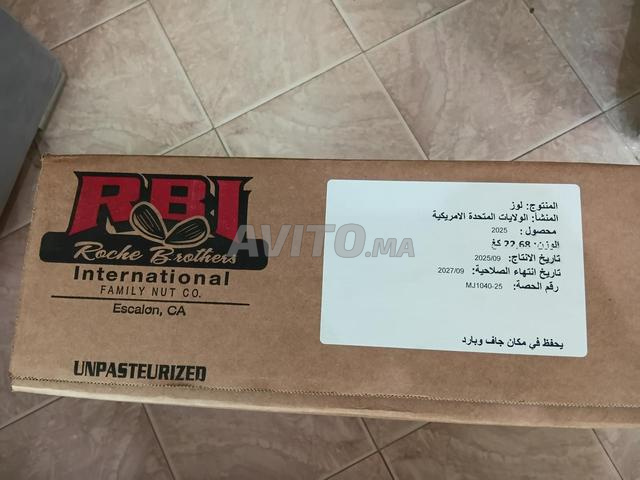 RBI
Roche Brothers
International
FAMILY NUT CO.
Escalon, CA
UNPASTEURIZED
المنتوج: لوز
المنشأ: الولايات المتحدة الامريكية
محصول: 2025
الوزن: 22,68 كغ
تاريخ الانتاج: 2025/09
تاريخ انتهاء الصلاحية: 2027/09
رقم الحصة: MJ1040-25
يحفظ في مكان جاف وبارد
AVITO.MA